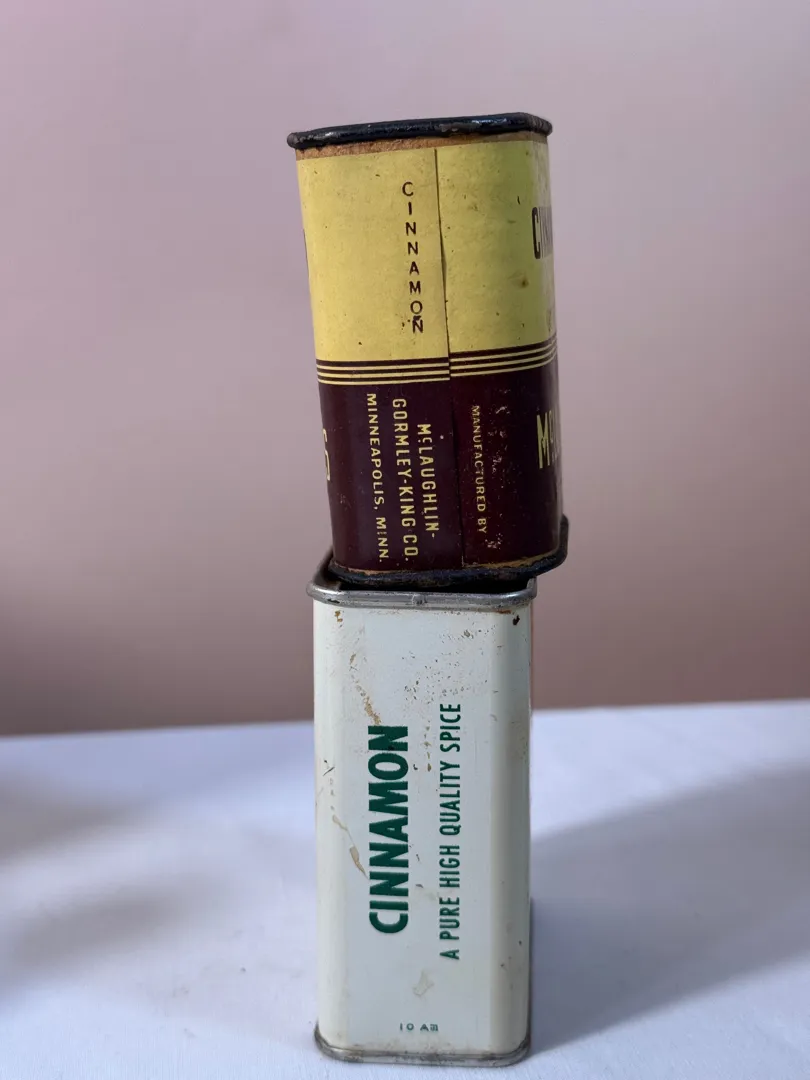 CINNAMON
MANUFACTURED BY
McLAUGHLIN-
GORMLEY-KING CO.
MINNEAPOLIS, MINN.
CINNAMON
A PURE HIGH QUALITY SPICE